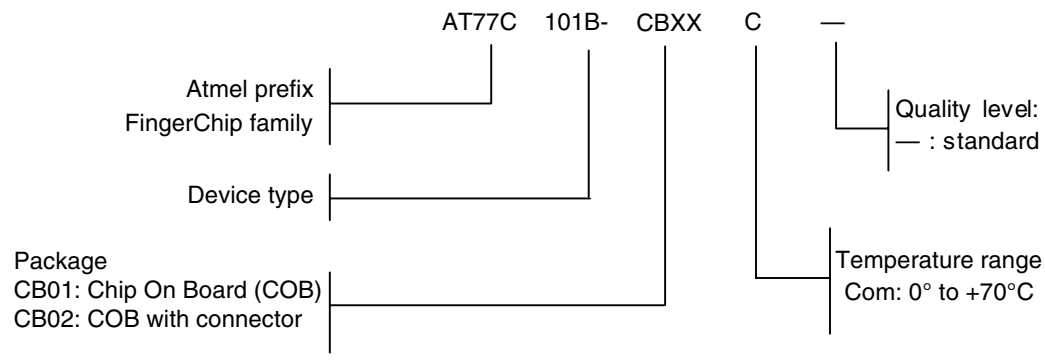 AT77C 101B- CBXX C —
Atmel prefix
FingerChip family
Quality level:
— : standard
Device type
Package
CB01: Chip On Board (COB)
CB02: COB with connector
Temperature range
Com: 0° to +70°C